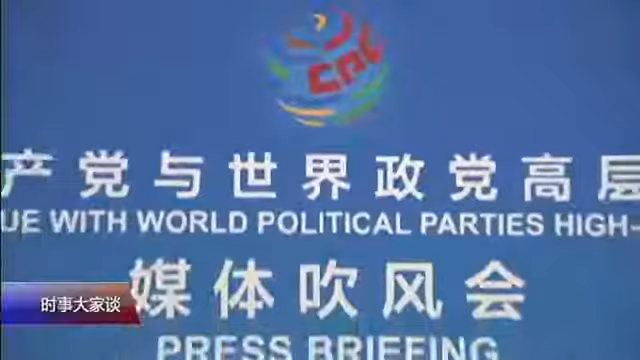 CPC
产党与世界政党高层
UE WITH WORLD POLITICAL PARTIES HIGH-
媒体吹风会
时事大家谈
PRESS BRIEFING